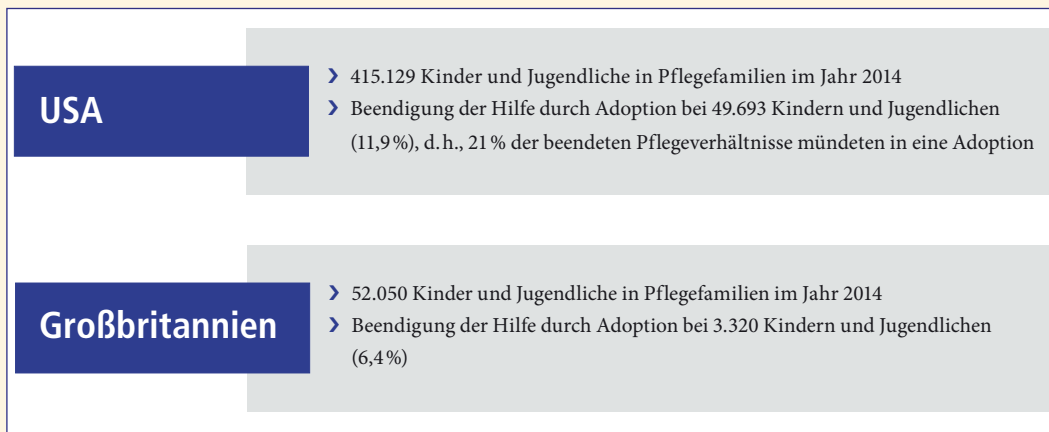 USA
› 415.129 Kinder und Jugendliche in Pflegefamilien im Jahr 2014
› Beendigung der Hilfe durch Adoption bei 49.693 Kindern und Jugendlichen
(11,9 %), d. h., 21 % der beendeten Pflegeverhältnisse mündeten in eine Adoption
Großbritannien
› 52.050 Kinder und Jugendliche in Pflegefamilien im Jahr 2014
› Beendigung der Hilfe durch Adoption bei 3.320 Kindern und Jugendlichen
(6,4 %)